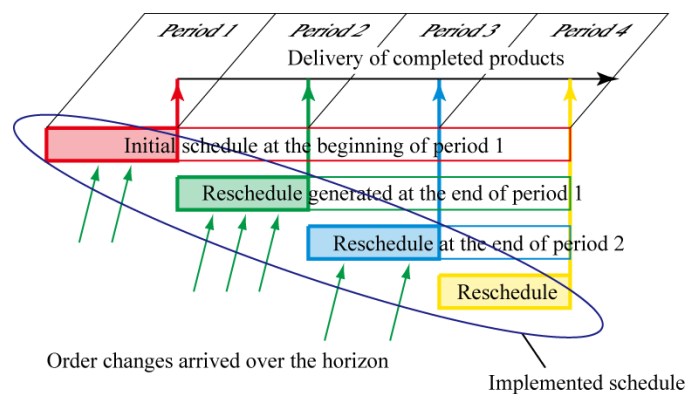 Period 1
Period 2
Period 3
Period 4
Delivery of completed products
Initial schedule at the beginning of period 1
Reschedule generated at the end of period 1
Reschedule at the end of period 2
Reschedule
Order changes arrived over the horizon
Implemented schedule